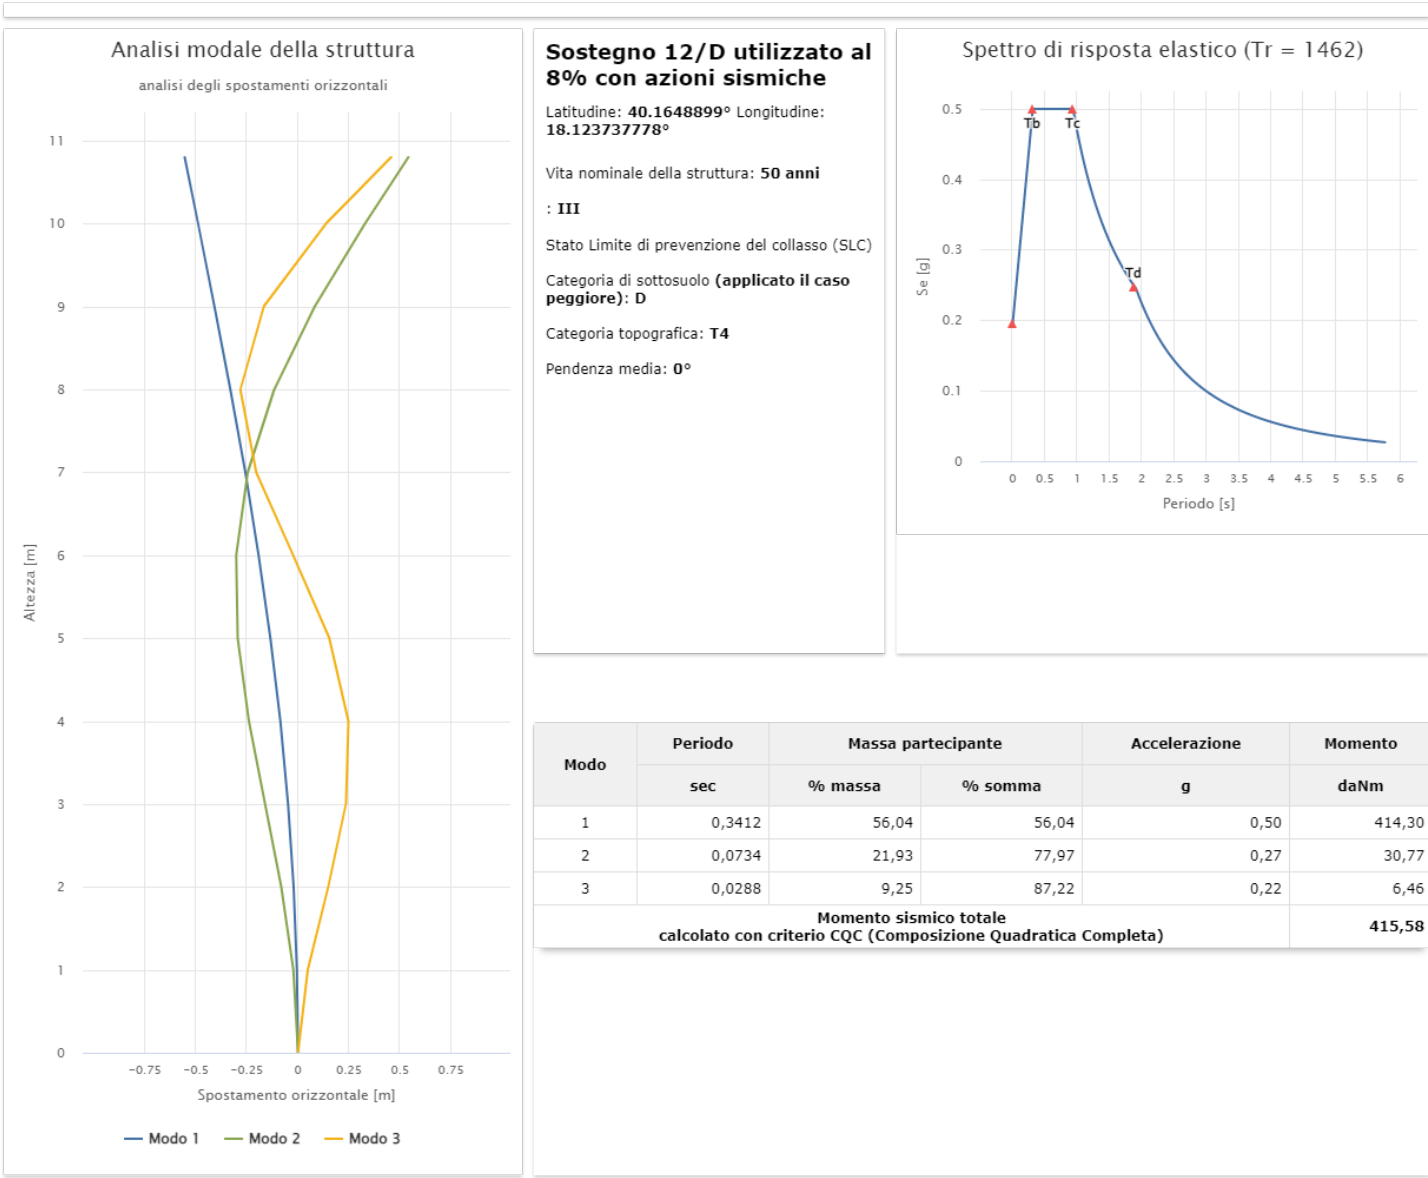 Analisi modale della struttura
analisi degli spostamenti orizzontali
11
10
9
8
7
6
5
4
3
2
1
0
Altezza [m]
−0.75 −0.5 −0.25 0 0.25 0.5 0.75
Spostamento orizzontale [m]
Modo 1 Modo 2 Modo 3
Sostegno 12/D utilizzato al
8% con azioni sismiche
Latitudine: 40.1648899° Longitudine:
18.123737778°
Vita nominale della struttura: 50 anni
: III
Stato Limite di prevenzione del collasso (SLC)
Categoria di sottosuolo (applicato il caso
peggiore): D
Categoria topografica: T4
Pendenza media: 0°
Spettro di risposta elastico (Tr = 1462)
0.5
0.4
0.3
0.2
0.1
0
Se [g]
Tb Tc
Td
0 0.5 1 1.5 2 2.5 3 3.5 4 4.5 5 5.5 6
Periodo [s]
Modo Periodo Massa partecipante Accelerazione Momento
sec % massa % somma g daNm
1 0,3412 56,04 56,04 0,50 414,30
2 0,0734 21,93 77,97 0,27 30,77
3 0,0288 9,25 87,22 0,22 6,46
Momento sismico totale
calcolato con criterio CQC (Composizione Quadratica Completa) 415,58